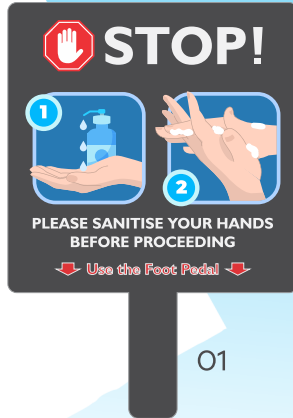 STOP!
1
2
PLEASE SANITISE YOUR HANDS
BEFORE PROCEEDING
Use the Foot Pedal
01